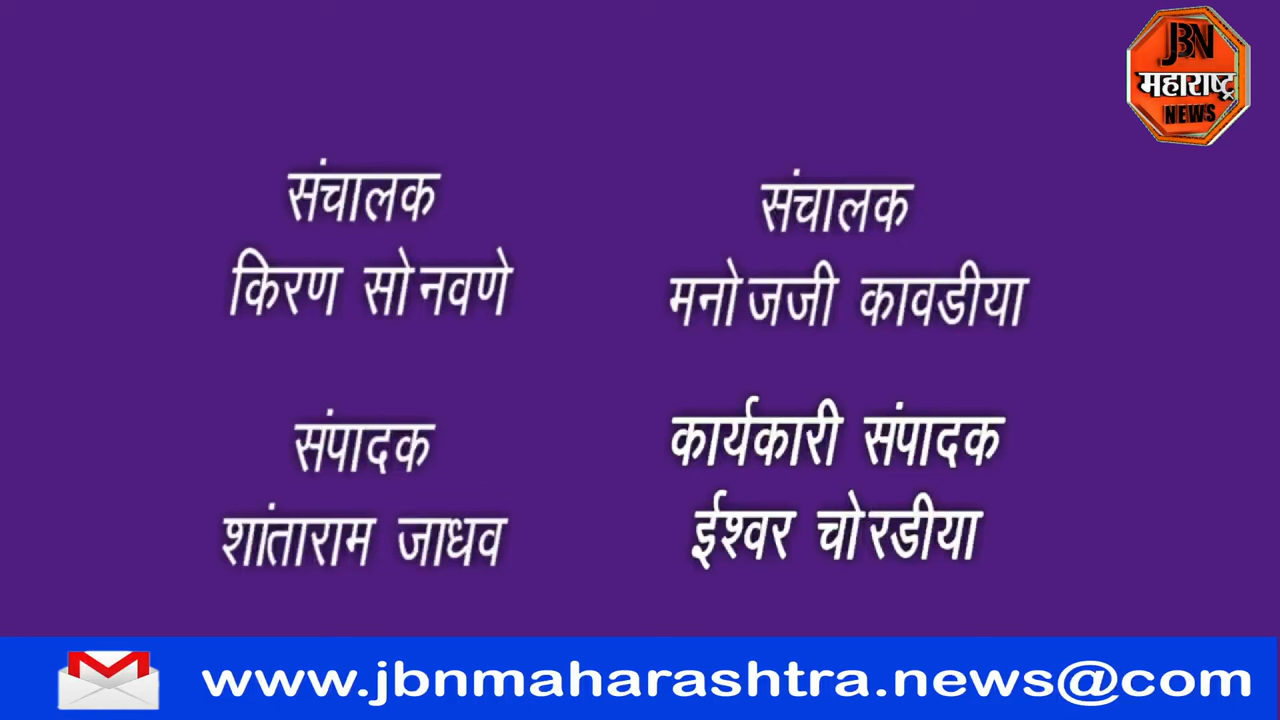 JBN
महाराष्ट्र
NEWS
संचालक
किरण सोनवणे
संचालक
मनोजजी कावडीया
संपादक
शांताराम जाधव
कार्यकारी संपादक
ईश्वर चोरडीया
www.jbnmaharashtra.news@com